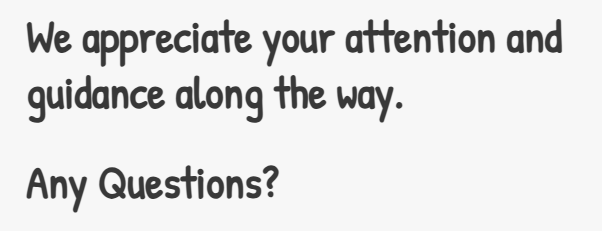 We appreciate your attention and
guidance along the way.
Any Questions?